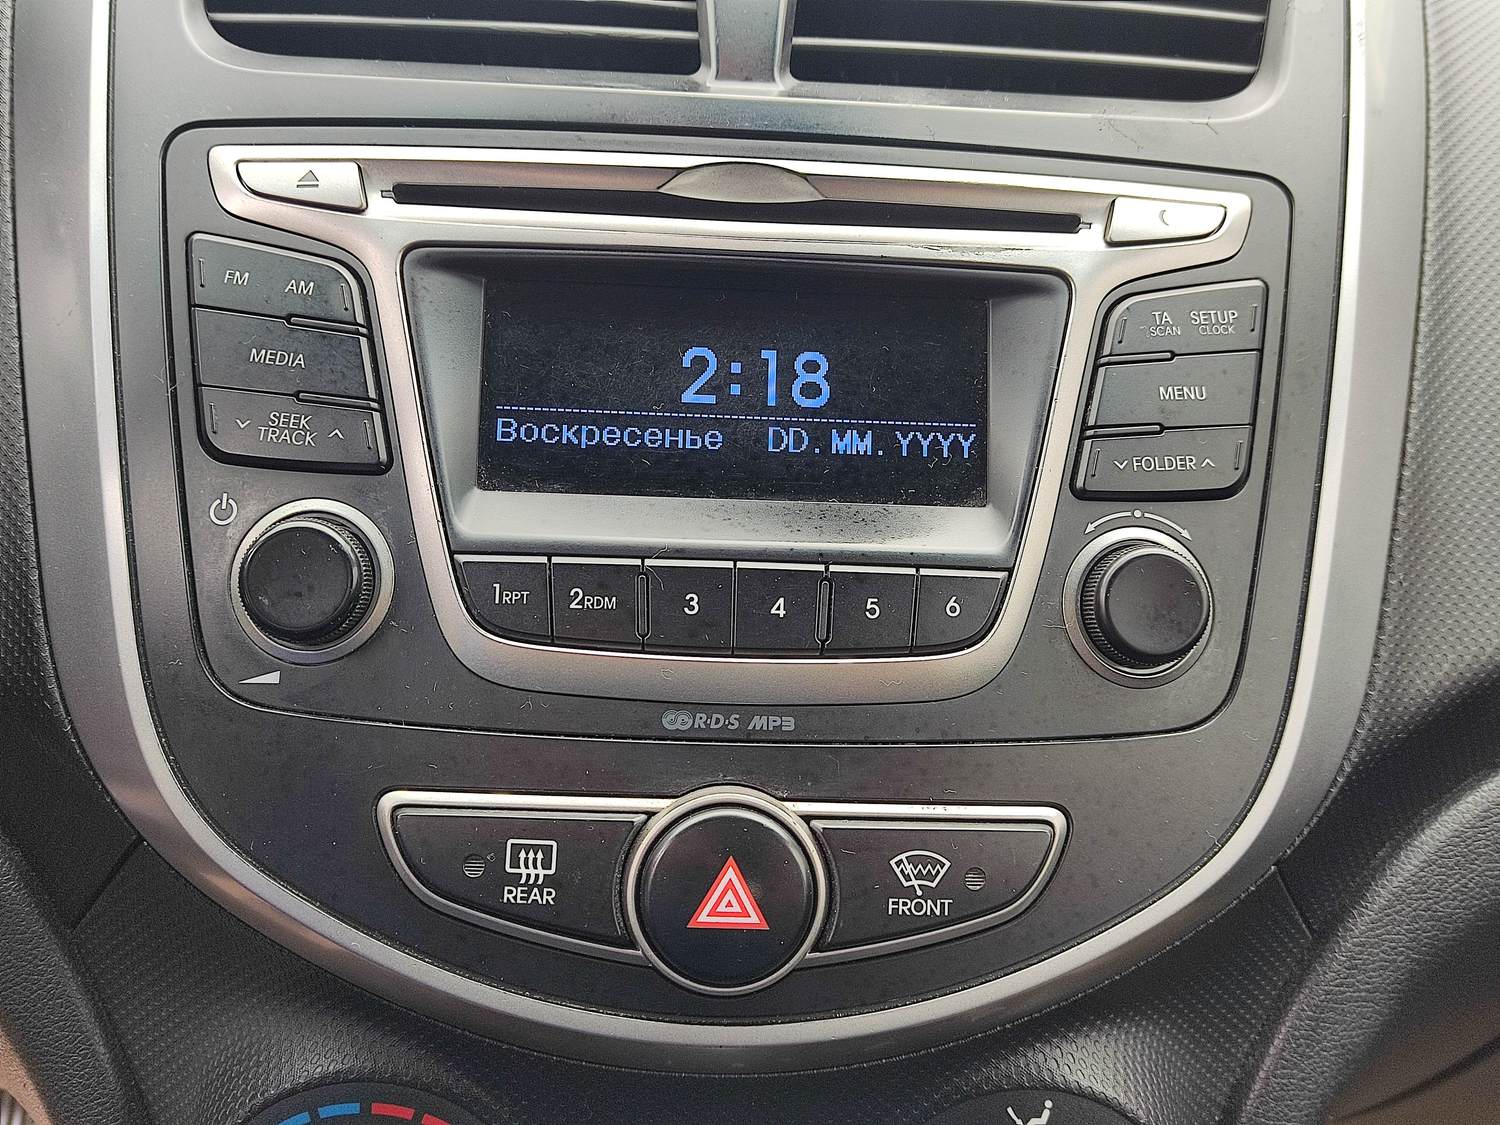 FM AM
MEDIA
SEEK
TRACK
2:18
Воскресенье DD.MM.YYYY
TA SETUP
SCAN CLOCK
MENU
FOLDER
1RPT 2RDM 3 4 5 6
R·D·S MP3
REAR
FRONT